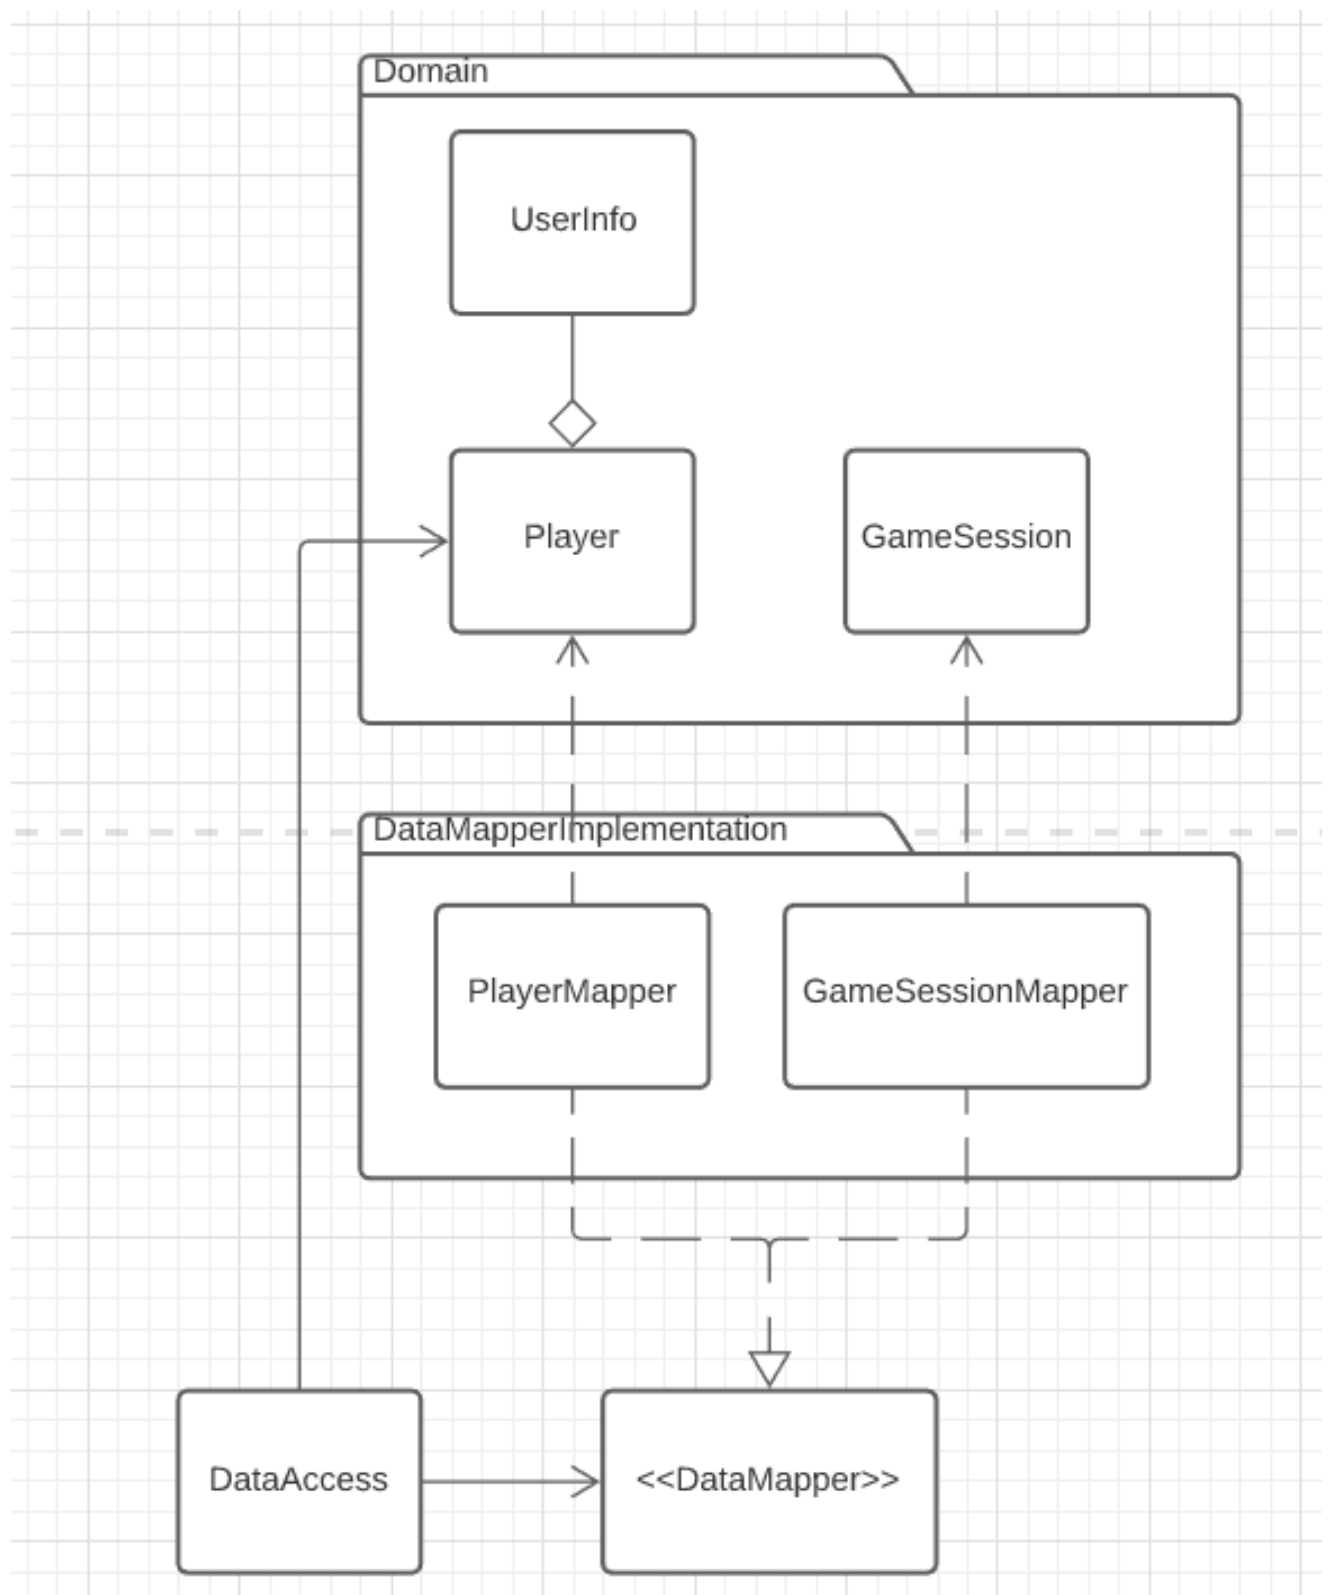 Domain
UserInfo
Player
GameSession
DataMapperImplementation
PlayerMapper
GameSessionMapper
DataAccess
<<DataMapper>>